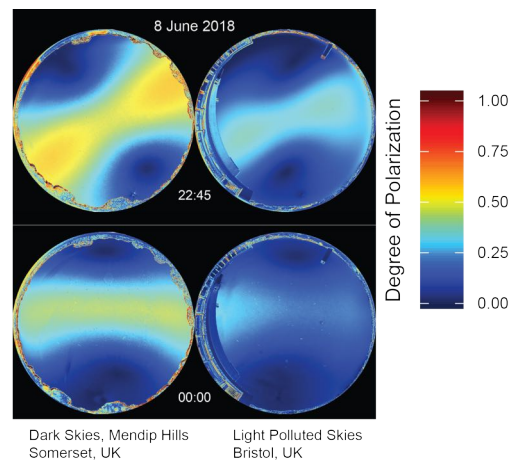 8 June 2018
22:45
00:00
Degree of Polarization
1.00
0.75
0.50
0.25
0.00
Dark Skies, Mendip Hills
Somerset, UK
Light Polluted Skies
Bristol, UK